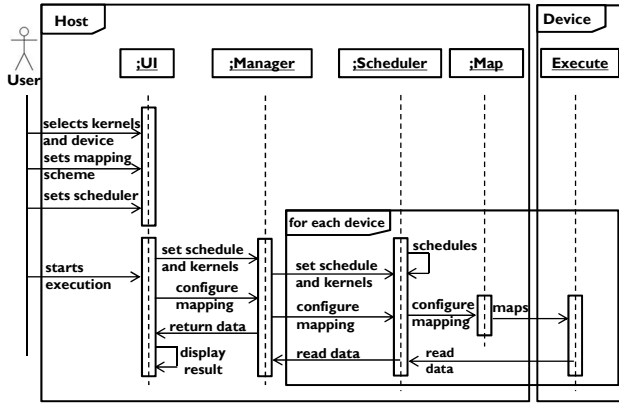 Host
Device
User
;UI
;Manager
;Scheduler
;Map
Execute
selects kernels
and device
sets mapping
scheme
sets scheduler
for each device
starts
execution
set schedule
and kernels
set schedule
and kernels
schedules
configure
mapping
configure
mapping
configure
mapping
maps
return data
display
result
read data
read
data